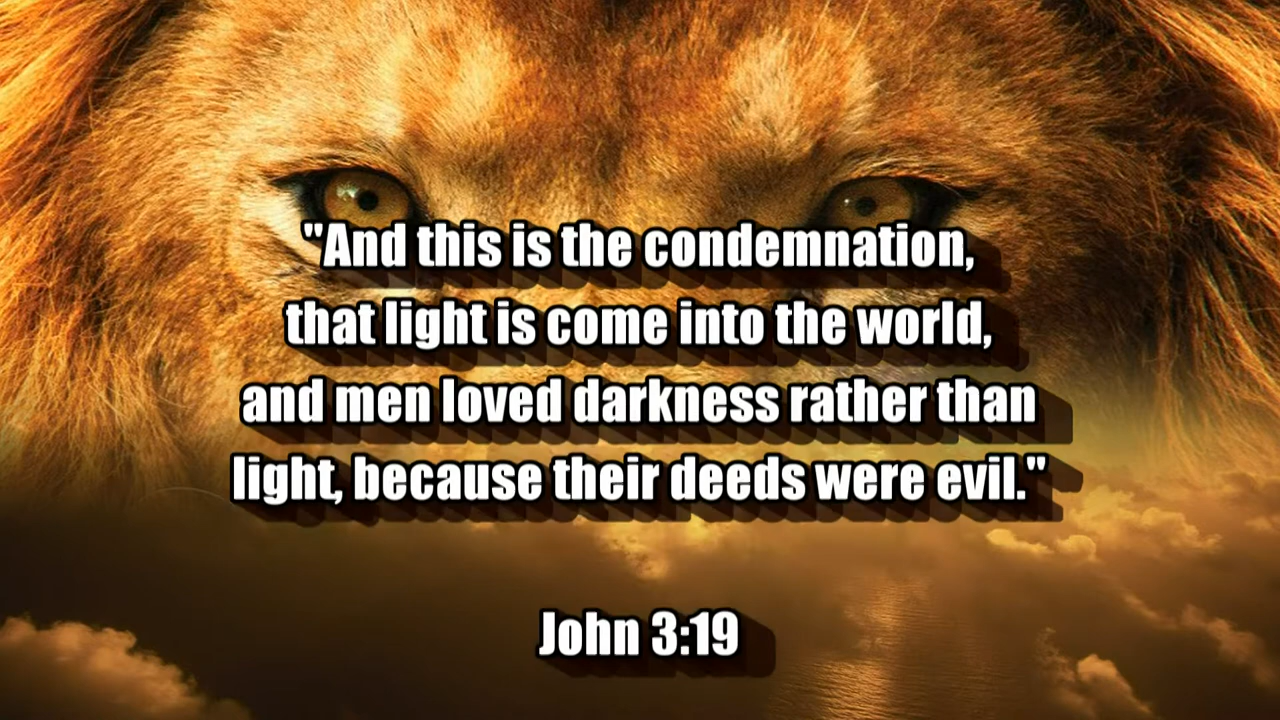 "And this is the condemnation,
that light is come into the world,
and men loved darkness rather than
light, because their deeds were evil."
John 3:19